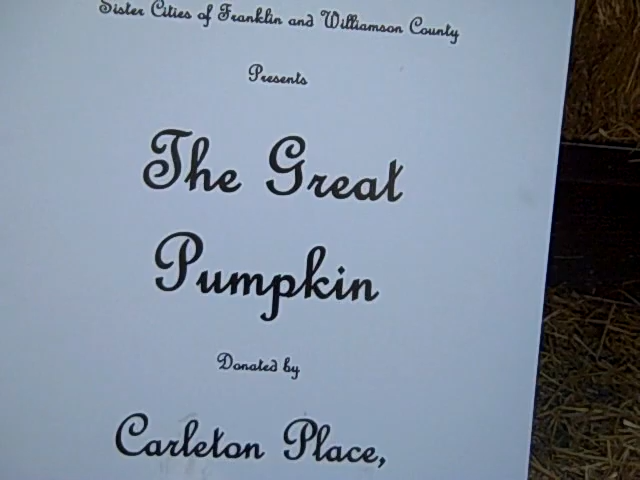 Sister Cities of Franklin and Williamson County
Presents
The Great
Pumpkin
Donated by
Carleton Place,